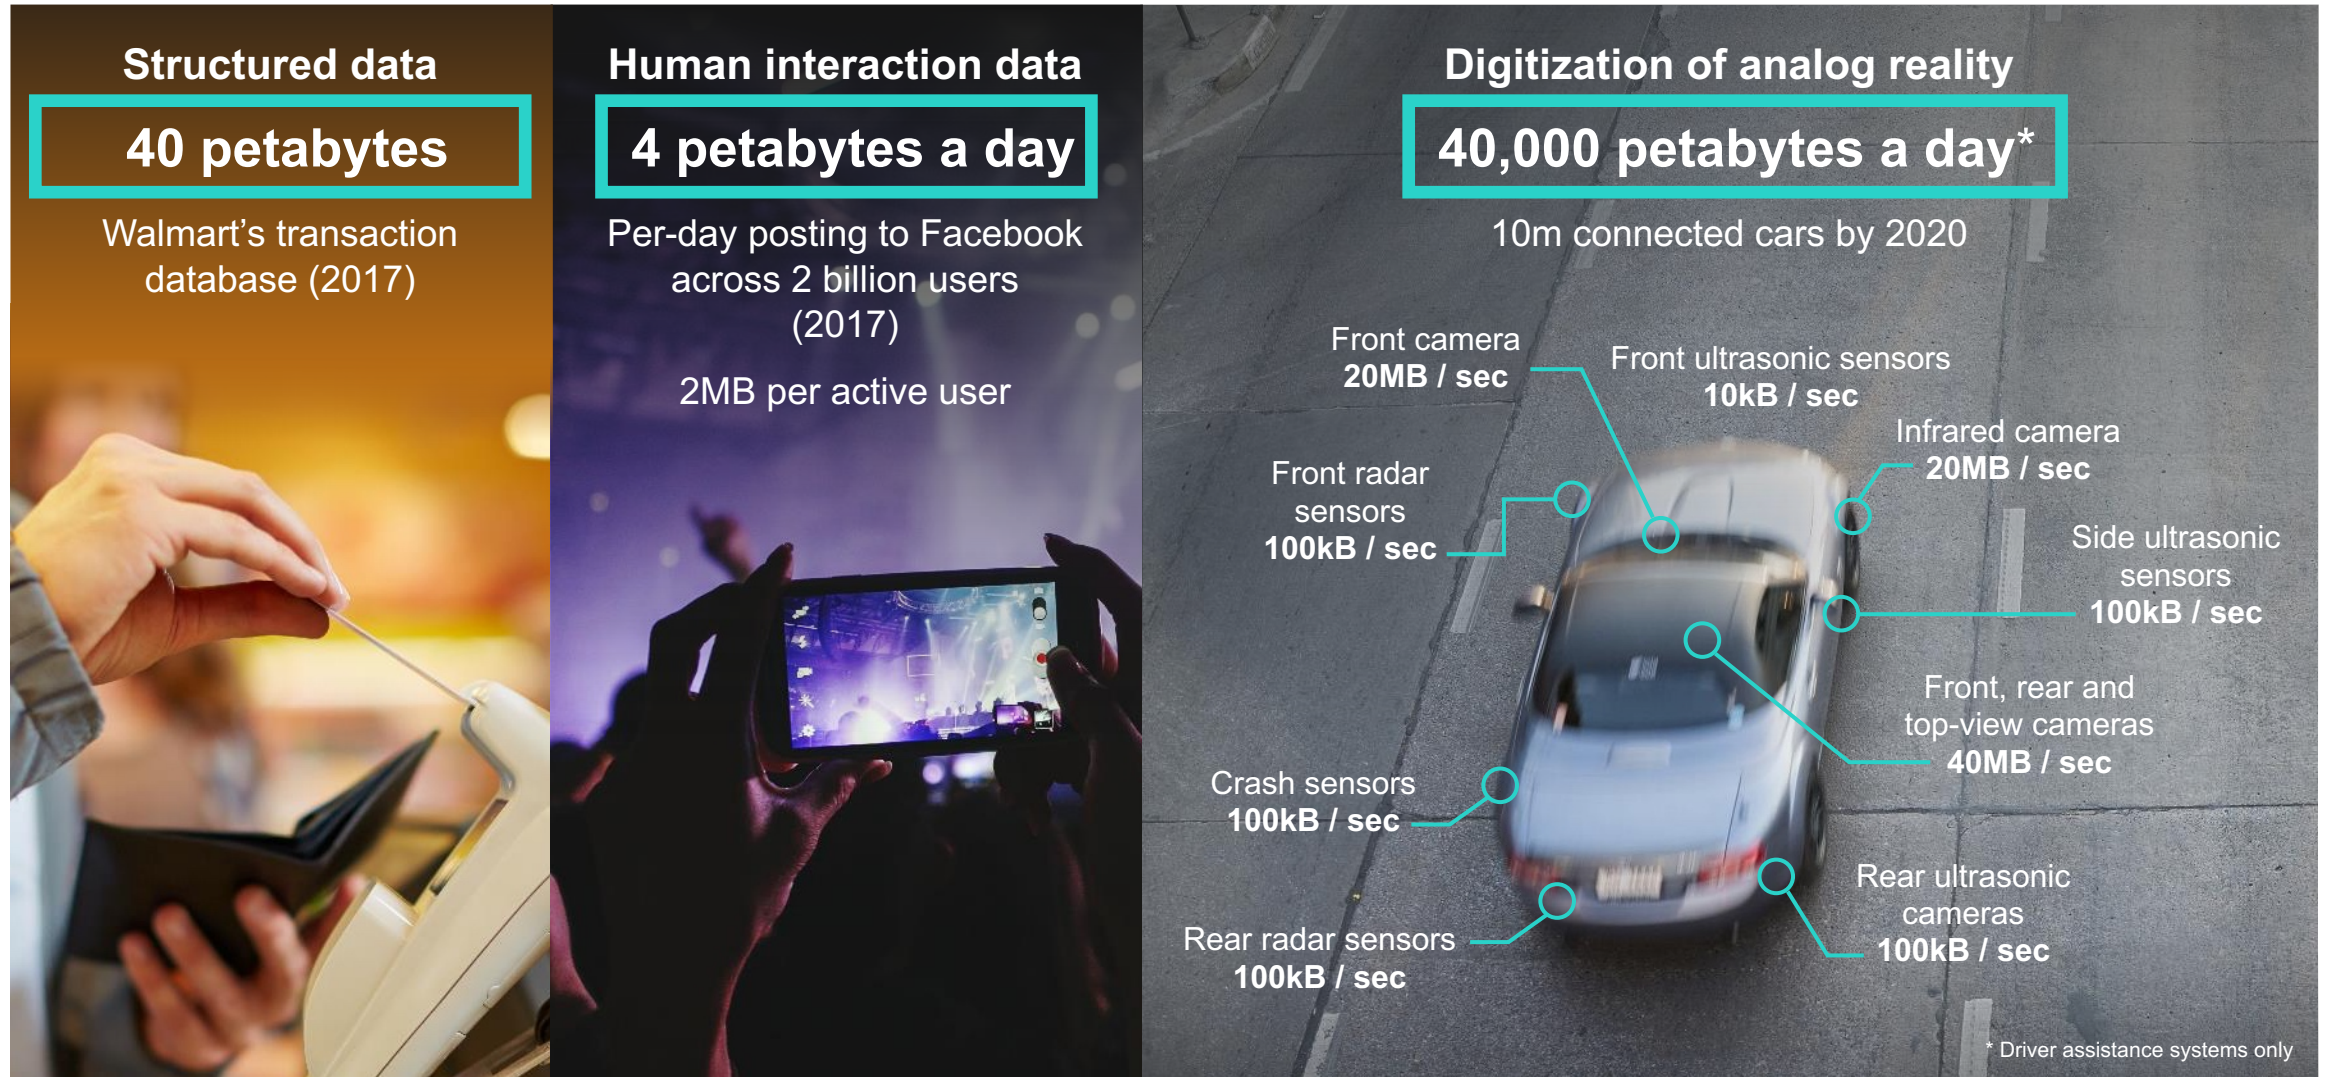 Structured data
40 petabytes
Walmart’s transaction
database (2017)
Human interaction data
4 petabytes a day
Per-day posting to Facebook
across 2 billion users
(2017)
2MB per active user
Digitization of analog reality
40,000 petabytes a day*
10m connected cars by 2020
Front camera
20MB / sec
Front ultrasonic sensors
10kB / sec
Infrared camera
20MB / sec
Front radar
sensors
100kB / sec
Side ultrasonic
sensors
100kB / sec
Front, rear and
top-view cameras
40MB / sec
Crash sensors
100kB / sec
Rear ultrasonic
cameras
100kB / sec
Rear radar sensors
100kB / sec
* Driver assistance systems only